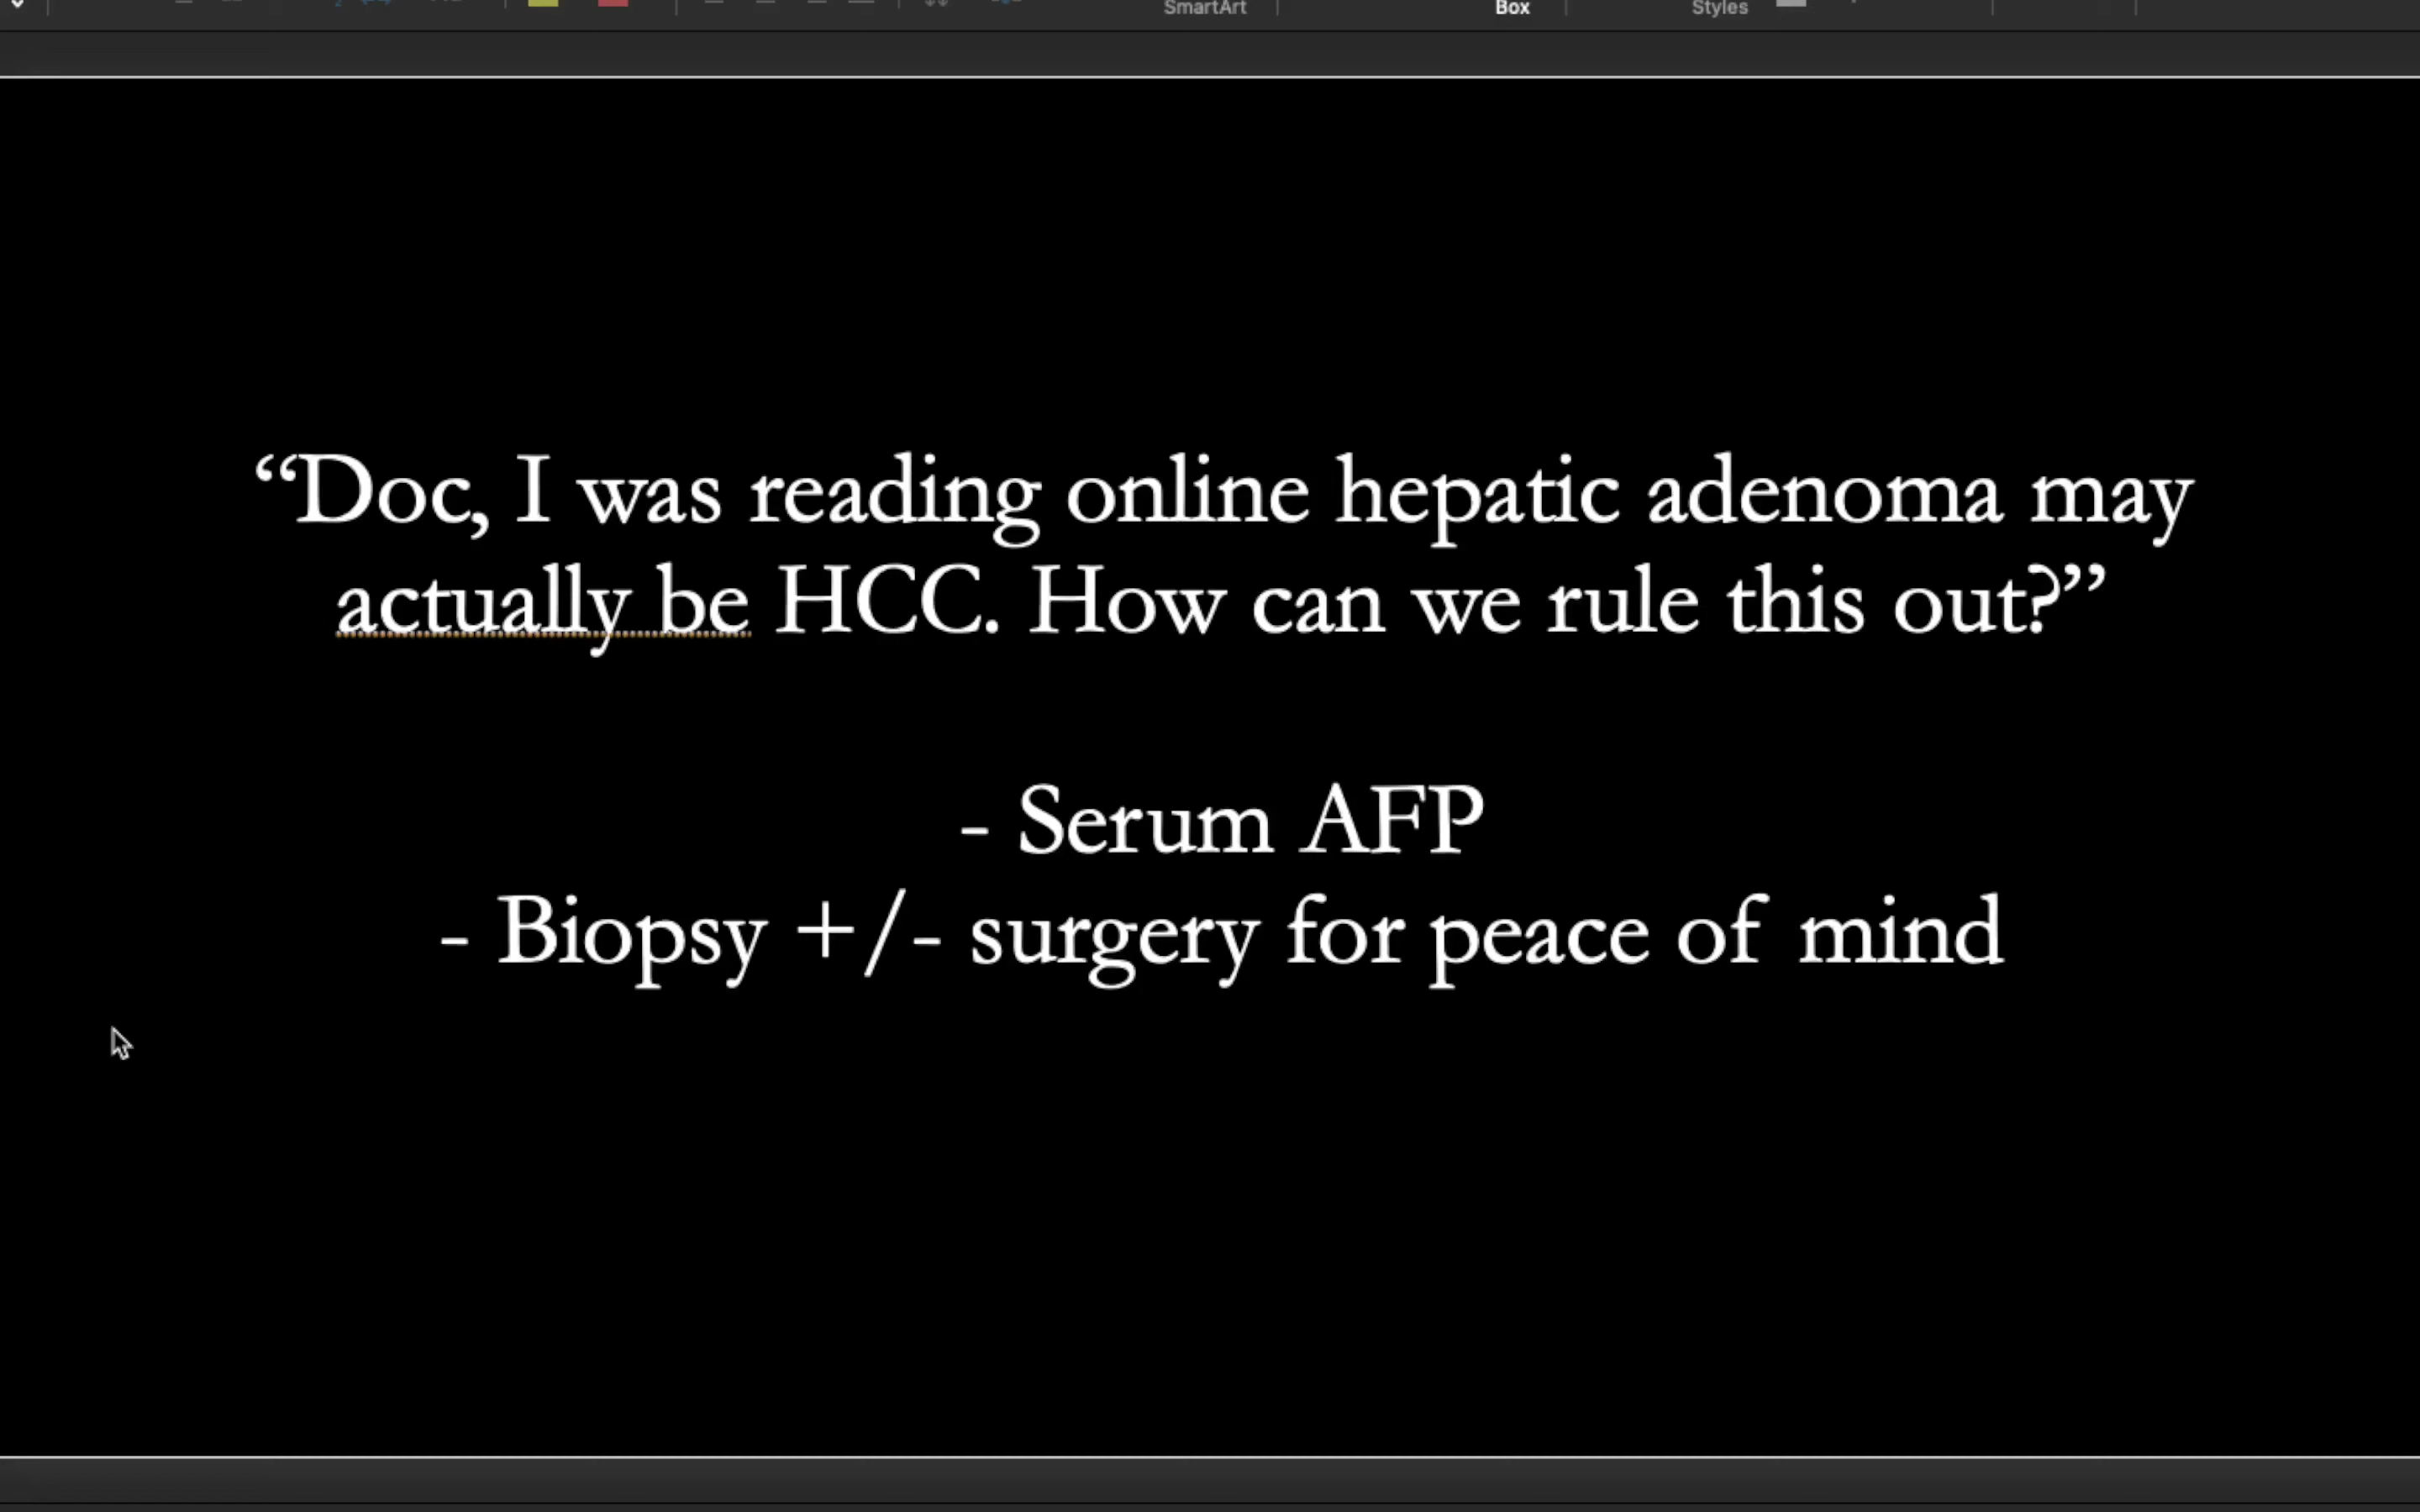 SmartArt Box Styles
“Doc, I was reading online hepatic adenoma may
actually be HCC. How can we rule this out?”
- Serum AFP
- Biopsy +/- surgery for peace of mind